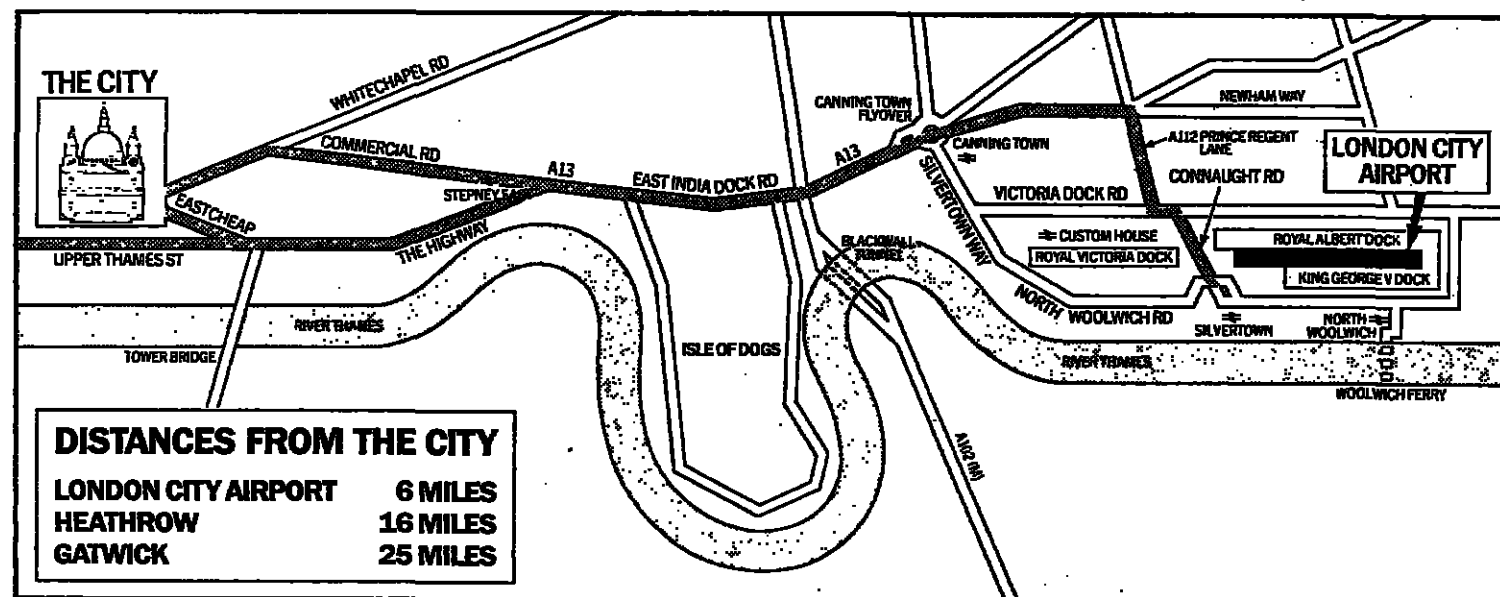 THE CITY
WHITECHAPEL RD
COMMERCIAL RD
A13
STEPNEY
EAST INDIA DOCK RD
EASTCHEAP
UPPER THAMES ST
THE HIGHWAY
RIVER THAMES
TOWER BRIDGE
ISLE OF DOGS
BLACKWALL
TUNNEL
A13
CANNING TOWN
FLYOVER
CANNING TOWN
SILVERTOWN WAY
NEWHAM WAY
A112 PRINCE REGENT
LANE
CONNAUGHT RD
VICTORIA DOCK RD
LONDON CITY
AIRPORT
CUSTOM HOUSE
ROYAL VICTORIA DOCK
ROYAL ALBERT DOCK
KING GEORGE V DOCK
NORTH
WOOLWICH RD
SILVERTOWN
NORTH
WOOLWICH
RIVER THAMES
WOOLWICH FERRY
A102 (M)
DISTANCES FROM THE CITY
LONDON CITY AIRPORT 6 MILES
HEATHROW 16 MILES
GATWICK 25 MILES